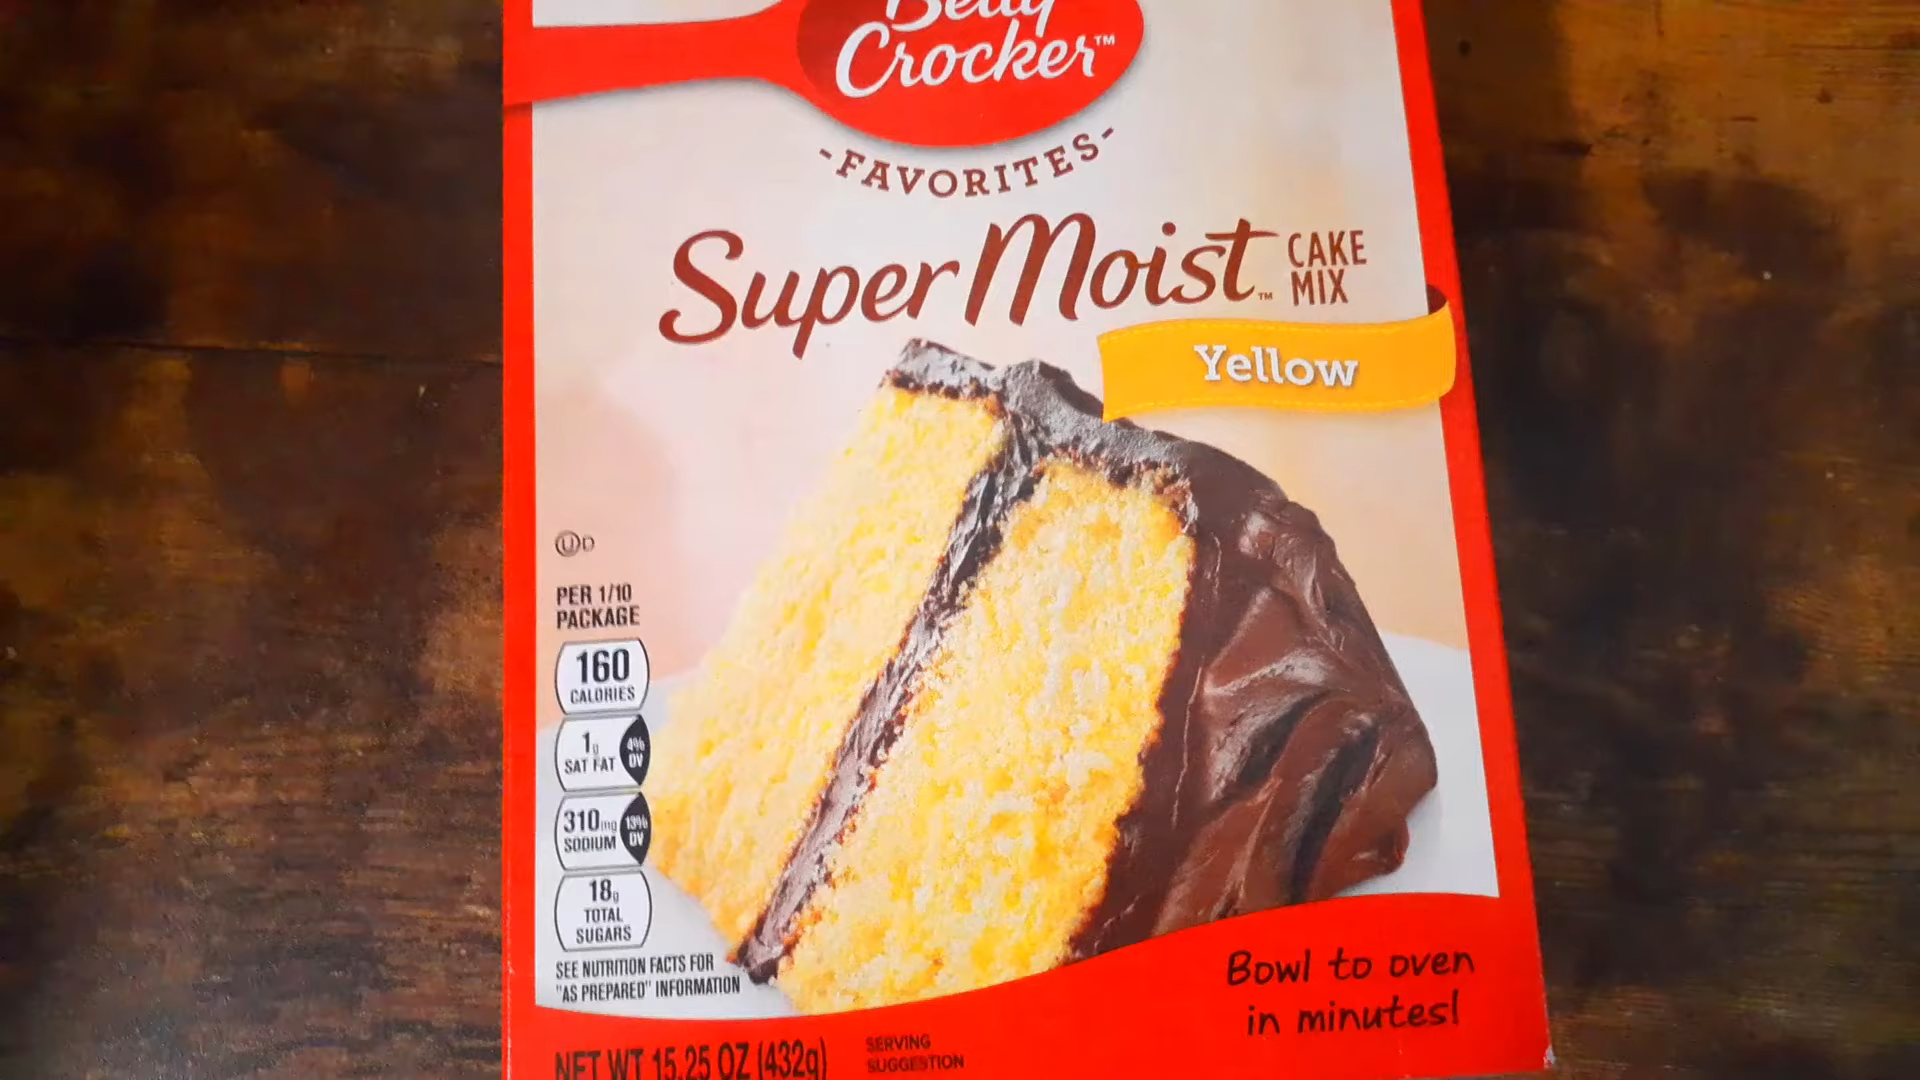 Betty
Crocker™
-FAVORITES-
SuperMoist™ CAKE MIX
Yellow
UD
PER 1/10
PACKAGE
160
CALORIES
1g
SAT FAT
4%
DV
310mg
SODIUM
13%
DV
18g
TOTAL
SUGARS
SEE NUTRITION FACTS FOR
"AS PREPARED" INFORMATION
Bowl to oven
in minutes!
NET WT 15.25 OZ (432g)
SERVING
SUGGESTION